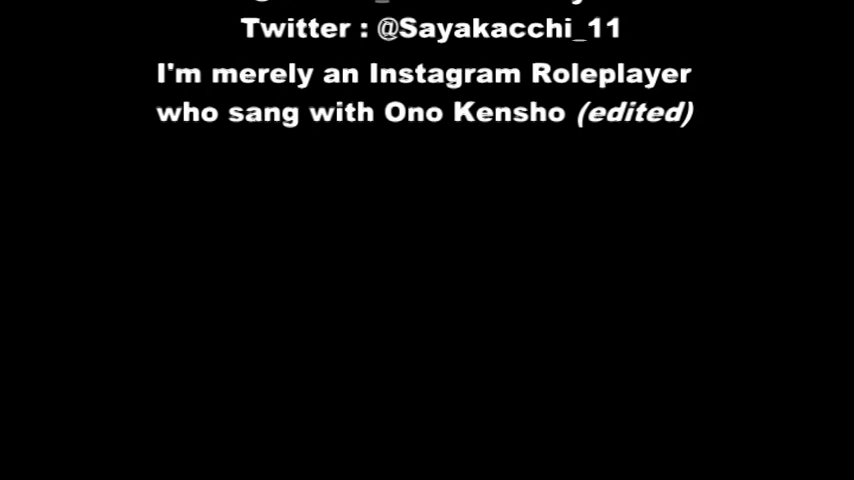 Twitter : @Sayakacchi_11
I'm merely an Instagram Roleplayer
who sang with Ono Kensho (edited)